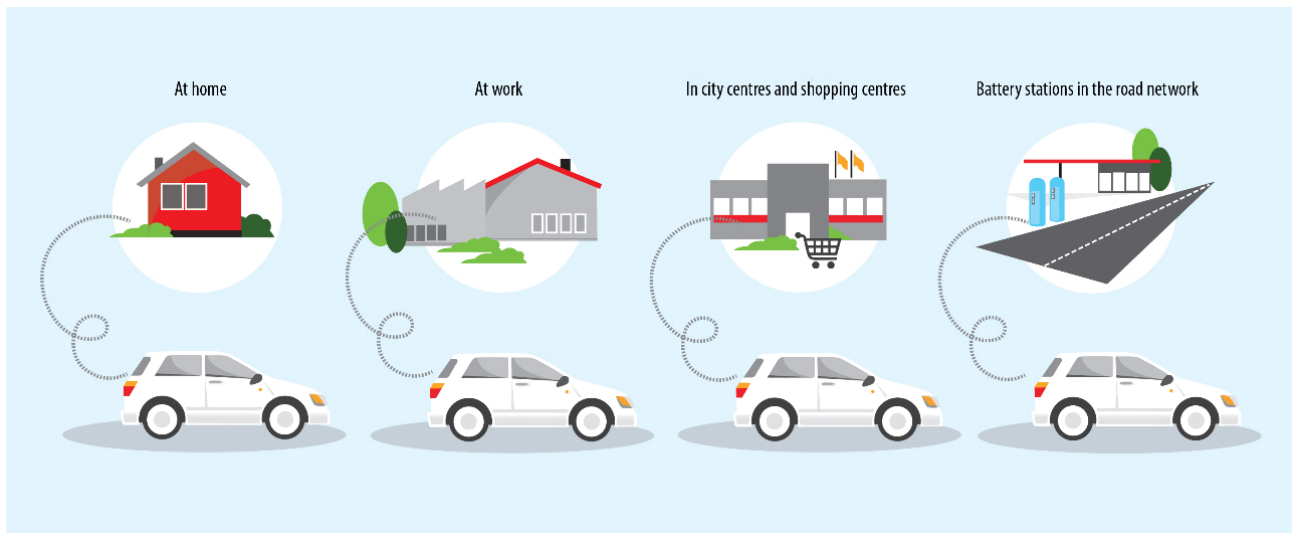 At home
At work
In city centres and shopping centres
Battery stations in the road network